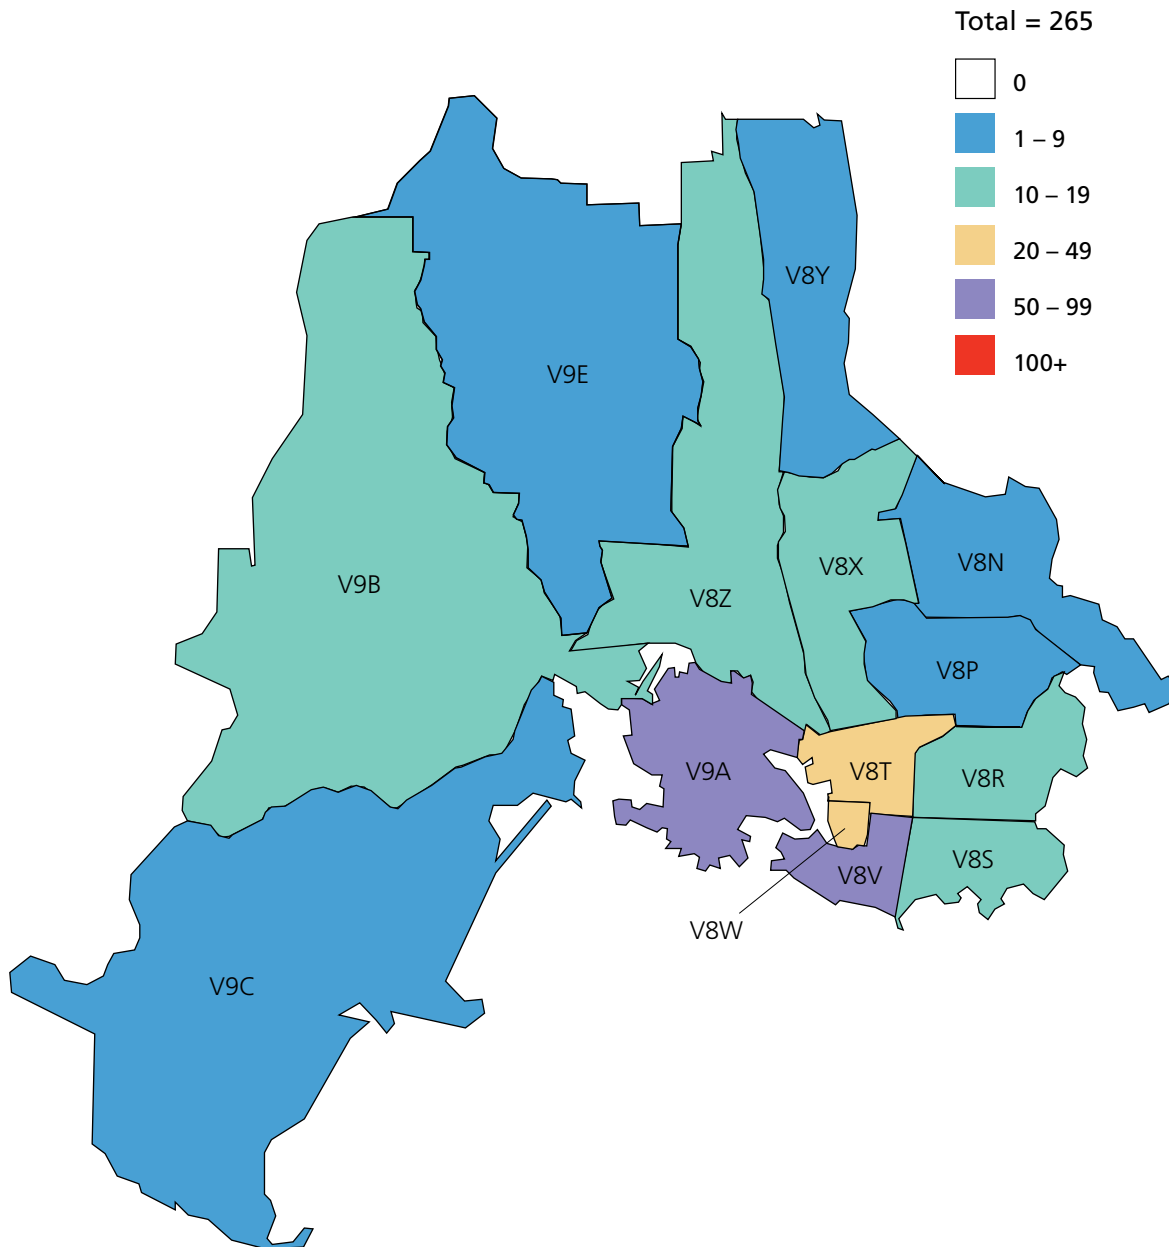 Total = 265
0
1 – 9
10 – 19
20 – 49
50 – 99
100+
V8Y
V9E
V8X
V8N
V9B
V8Z
V8P
V9A
V8T
V8R
V8S
V8V
V8W
V9C